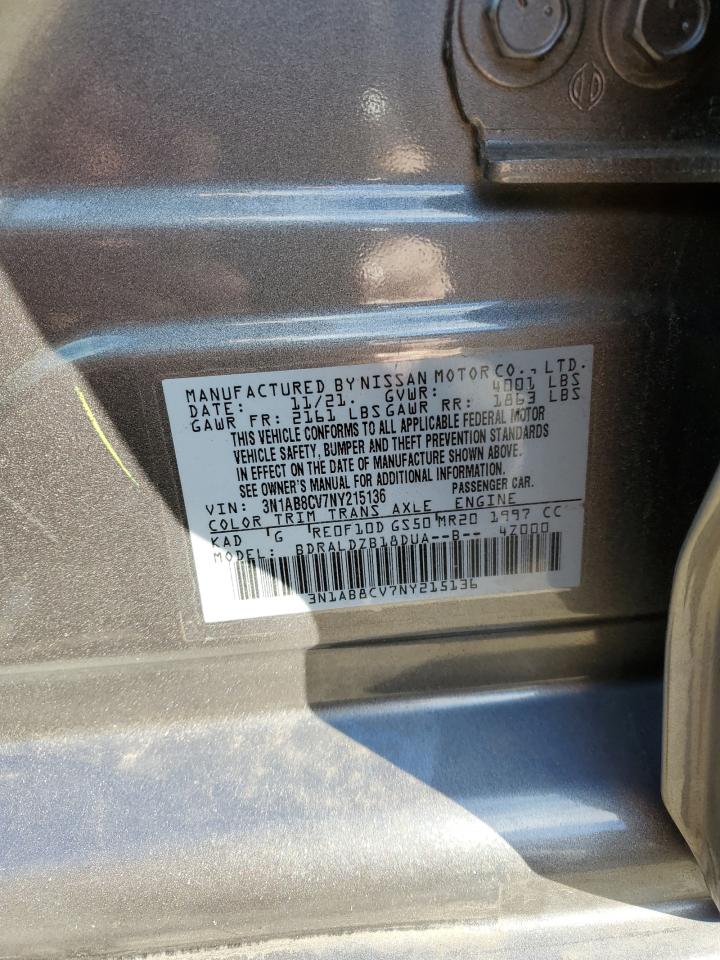 MANUFACTURED BY NISSAN MOTOR CO., LTD.
DATE: 11/21. GVWR: 4001 LBS
GAWR FR: 2161 LBS GAWR RR: 1863 LBS
THIS VEHICLE CONFORMS TO ALL APPLICABLE FEDERAL MOTOR
VEHICLE SAFETY, BUMPER AND THEFT PREVENTION STANDARDS
IN EFFECT ON THE DATE OF MANUFACTURE SHOWN ABOVE.
SEE OWNER'S MANUAL FOR ADDITIONAL INFORMATION.
VIN: 3N1AB8CV7NY215136 PASSENGER CAR.
COLOR TRIM TRANS AXLE ENGINE
KAD G RE0F10D GS50 MR20 1997 CC
MODEL: BDRALDZB18DUA--B-- 4Z000
3N1AB8CV7NY215136